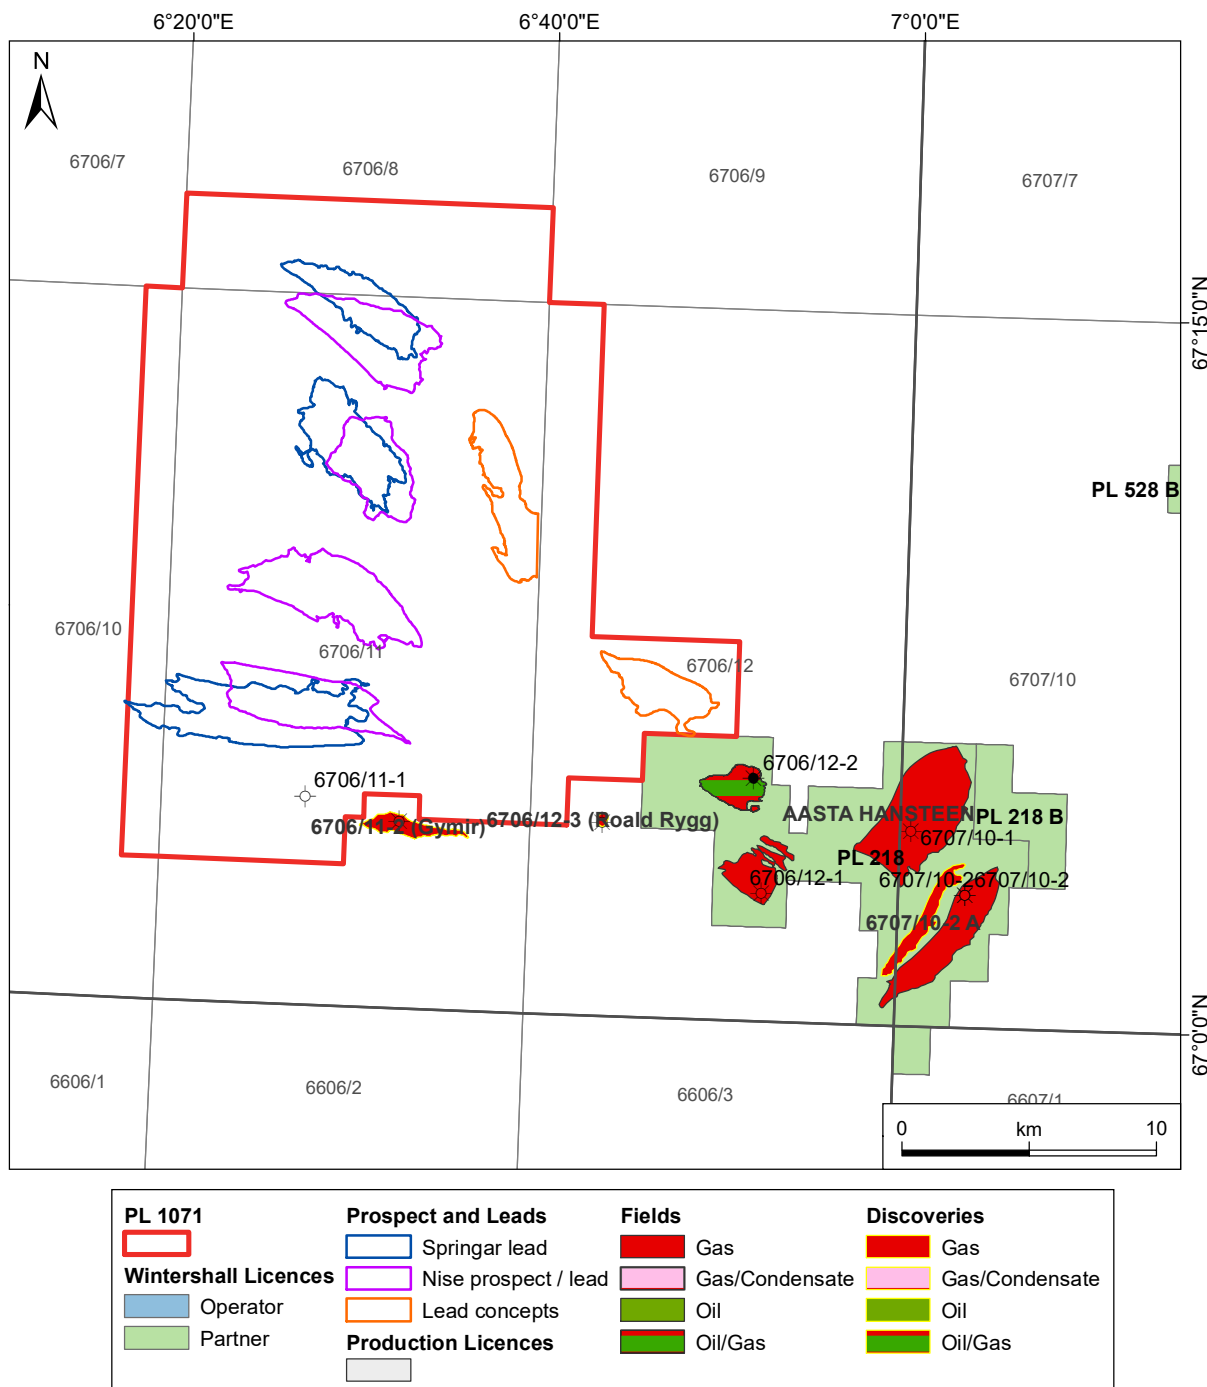 6°20'0"E
6°40'0"E
7°0'0"E
N
6706/7
6706/8
6706/9
6707/7
67°15'0"N
PL 528 B
6706/10
6706/11
6706/12
6707/10
6706/11-1
6706/12-2
6706/11-2 (Gymir)
6706/12-3 (Roald Rygg)
AASTA HANSTEEN
PL 218 B
6707/10-1
PL 218
6706/12-1
6707/10-2
6707/10-2
6707/10-2 A
67°0'0"N
6606/1
6606/2
6606/3
6607/1
0
km
10
PL 1071
Prospect and Leads
Fields
Discoveries
Springar lead
Gas
Gas
Wintershall Licences
Nise prospect / lead
Gas/Condensate
Gas/Condensate
Operator
Lead concepts
Oil
Oil
Partner
Production Licences
Oil/Gas
Oil/Gas